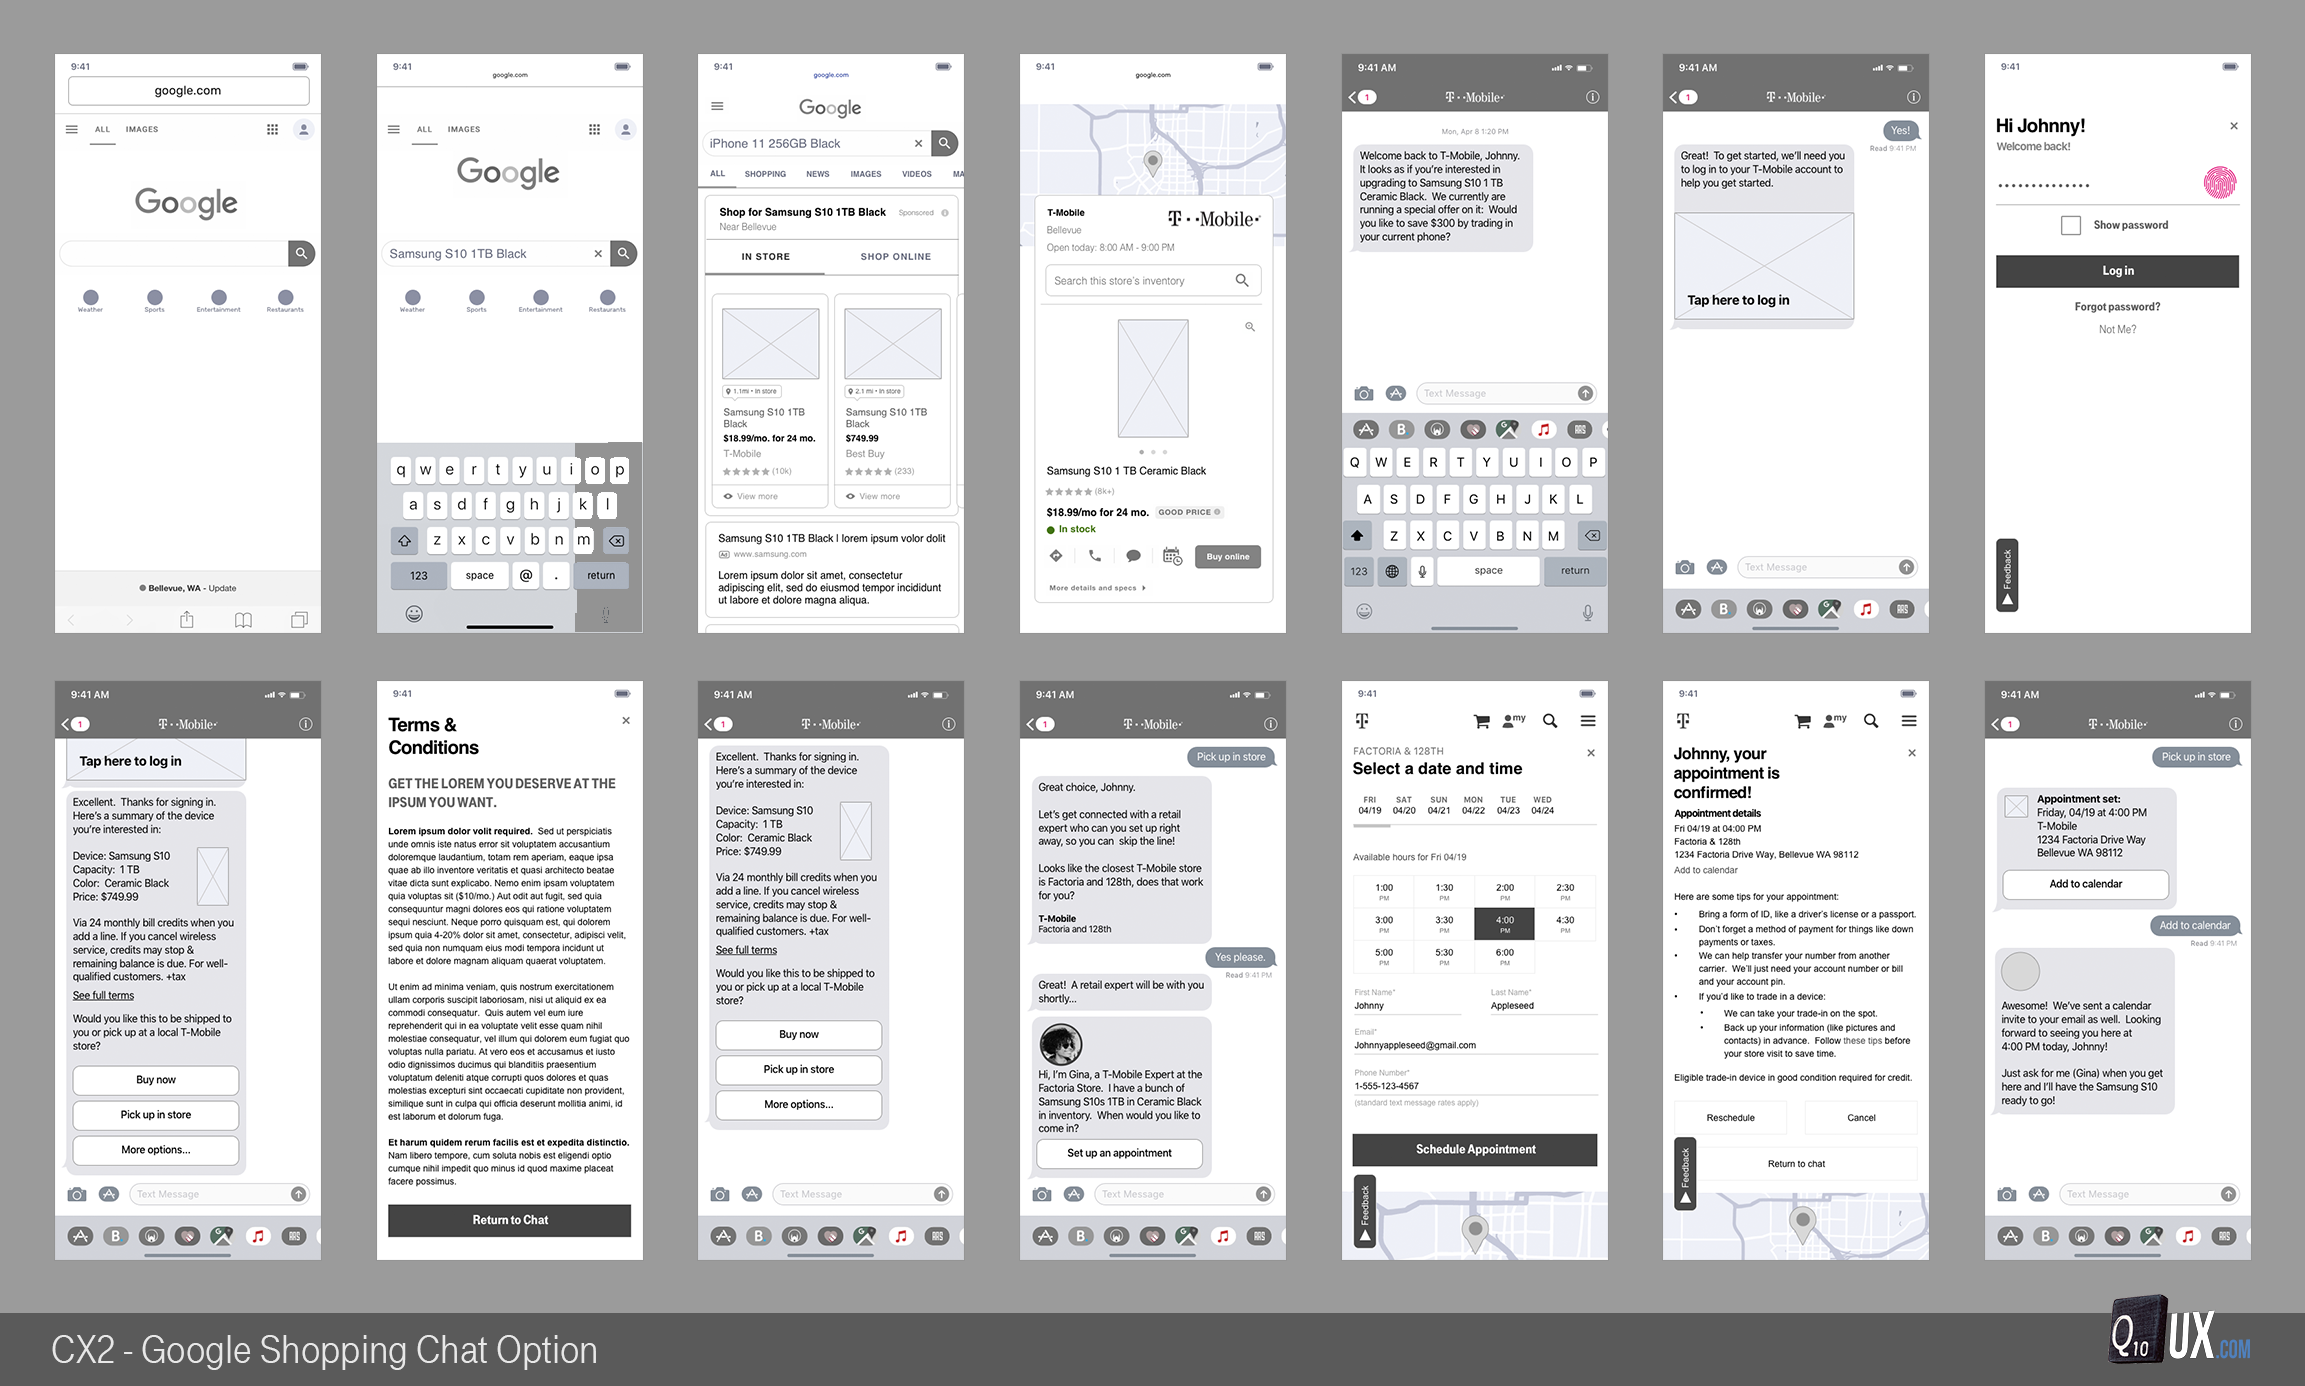 9:41
google.com
ALL IMAGES
Google
Weather Sports Entertainment Restaurants
Bellevue, WA - Update
9:41
google.com
ALL IMAGES
Google
Samsung S10 1TB Black
Weather Sports Entertainment Restaurants
q w e r t y u i o p
a s d f g h j k l
z x c v b n m
123 space @ . return
9:41
google.com
Google
iPhone 11 256GB Black
ALL SHOPPING NEWS IMAGES VIDEOS MA
Shop for Samsung S10 1TB Black Sponsored
Near Bellevue
IN STORE SHOP ONLINE
1.1mi • In store
Samsung S10 1TB
Black
$18.99/mo. for 24 mo.
T-Mobile
(10k)
View more
2.1 mi • In store
Samsung S10 1TB
Black
$749.99
Best Buy
(233)
View more
Samsung S10 1TB Black | lorem ipsum volor dolit
Ad www.samsung.com
Lorem ipsum dolor sit amet, consectetur
adipiscing elit, sed do eiusmod tempor incididunt
ut labore et dolore magna aliqua.
9:41
google.com
T-Mobile
T··Mobile·
Bellevue
Open today: 8:00 AM - 9:00 PM
Search this store's inventory
Samsung S10 1 TB Ceramic Black
(8k+)
$18.99/mo for 24 mo. GOOD PRICE
In stock
Buy online
More details and specs
9:41 AM
1 T··Mobile·
Mon, Apr 8 1:20 PM
Welcome back to T-Mobile, Johnny.
It looks as if you're interested in
upgrading to Samsung S10 1 TB
Ceramic Black. We currently are
running a special offer on it: Would
you like to save $300 by trading in
your current phone?
Text Message
B
Q W E R T Y U I O P
A S D F G H J K L
Z X C V B N M
123 space return
9:41 AM
1 T··Mobile·
Yes!
Read 9:41 PM
Great! To get started, we'll need you
to log in to your T-Mobile account to
help you get started.
Tap here to log in
Text Message
B
9:41
Hi Johnny!
Welcome back!
Show password
Log in
Forgot password?
Not Me?
Feedback
9:41 AM
1 T··Mobile·
Tap here to log in
Excellent. Thanks for signing in.
Here's a summary of the device
you're interested in:
Device: Samsung S10
Capacity: 1 TB
Color: Ceramic Black
Price: $749.99
Via 24 monthly bill credits when you
add a line. If you cancel wireless
service, credits may stop &
remaining balance is due. For well-
qualified customers. +tax
See full terms
Would you like this to be shipped to
you or pick up at a local T-Mobile
store?
Buy now
Pick up in store
More options...
Text Message
B
9:41
Terms &
Conditions
GET THE LOREM YOU DESERVE AT THE
IPSUM YOU WANT.
Lorem ipsum dolor volit required. Sed ut perspiciatis
unde omnis iste natus error sit voluptatem accusantium
doloremque laudantium, totam rem aperiam, eaque ipsa
quae ab illo inventore veritatis et quasi architecto beatae
vitae dicta sunt explicabo. Nemo enim ipsam voluptatem
quia voluptas sit ($10/mo.) Aut odit aut fugit, sed quia
consequuntur magni dolores eos qui ratione voluptatem
sequi nesciunt. Neque porro quisquam est, qui dolorem
ipsum quia 4-20% dolor sit amet, consectetur, adipisci velit,
sed quia non numquam eius modi tempora incidunt ut
labore et dolore magnam aliquam quaerat voluptatem.
Ut enim ad minima veniam, quis nostrum exercitationem
ullam corporis suscipit laboriosam, nisi ut aliquid ex ea
commodi consequatur. Quis autem vel eum iure
reprehenderit qui in ea voluptate velit esse quam nihil
molestiae consequatur, vel illum qui dolorem eum fugiat quo
voluptas nulla pariatu. At vero eos et accusamus et iusto
odio dignissimos ducimus qui blanditiis praesentium
voluptatum deleniti atque corrupti quos dolores et quas
molestias excepturi sint occaecati cupiditate non provident,
similique sunt in culpa qui officia deserunt mollitia animi, id
est laborum et dolorum fuga.
Et harum quidem rerum facilis est et expedita distinctio.
Nam libero tempore, cum soluta nobis est eligendi optio
cumque nihil impedit quo minus id quod maxime placeat
facere possimus.
Return to Chat
9:41 AM
1 T··Mobile·
Excellent. Thanks for signing in.
Here's a summary of the device
you're interested in:
Device: Samsung S10
Capacity: 1 TB
Color: Ceramic Black
Price: $749.99
Via 24 monthly bill credits when you
add a line. If you cancel wireless
service, credits may stop &
remaining balance is due. For well-
qualified customers. +tax
See full terms
Would you like this to be shipped to
you or pick up at a local T-Mobile
store?
Buy now
Pick up in store
More options...
Text Message
B
9:41 AM
1 T··Mobile·
Pick up in store
Great choice, Johnny.
Let's get connected with a retail
expert who can you set up right
away, so you can skip the line!
Looks like the closest T-Mobile store
is Factoria and 128th, does that work
for you?
T-Mobile
Factoria and 128th
Yes please.
Read 9:41 PM
Great! A retail expert will be with you
shortly...
Hi, I'm Gina, a T-Mobile Expert at the
Factoria Store. I have a bunch of
Samsung S10s 1TB in Ceramic Black
in inventory. When would you like to
come in?
Set up an appointment
Text Message
B
9:41
T my
FACTORIA & 128TH
Select a date and time
FRI SAT SUN MON TUE WED
04/19 04/20 04/21 04/22 04/23 04/24
Available hours for Fri 04/19
1:00 1:30 2:00 2:30
PM PM PM PM
3:00 3:30 4:00 4:30
PM PM PM PM
5:00 5:30 6:00
PM PM PM
First Name* Last Name*
Johnny Appleseed
Email*
Johnnyappleseed@gmail.com
Phone Number*
1-555-123-4567
(standard text message rates apply)
Schedule Appointment
Feedback
9:41
T my
Johnny, your
appointment is
confirmed!
Appointment details
Fri 04/19 at 04:00 PM
Factoria & 128th
1234 Factoria Drive Way, Bellevue WA 98112
Add to calendar
Here are some tips for your appointment:
• Bring a form of ID, like a driver's license or a passport.
• Don't forget a method of payment for things like down
payments or taxes.
• We can help transfer your number from another
carrier. We'll just need your account number or bill
and your account pin.
• If you'd like to trade in a device:
• We can take your trade-in on the spot.
• Back up your information (like pictures and
contacts) in advance. Follow these tips before
your store visit to save time.
Eligible trade-in device in good condition required for credit.
Reschedule Cancel
Return to chat
Feedback
9:41 AM
1 T··Mobile·
Pick up in store
Appointment set:
Friday, 04/19 at 4:00 PM
T-Mobile
1234 Factoria Drive Way
Bellevue WA 98112
Add to calendar
Add to calendar
Read 9:41 PM
Awesome! We've sent a calendar
invite to your email as well. Looking
forward to seeing you here at
4:00 PM today, Johnny!
Just ask for me (Gina) when you get
here and I'll have the Samsung S10
ready to go!
Text Message
B
CX2 - Google Shopping Chat Option
Q10 UX.COM